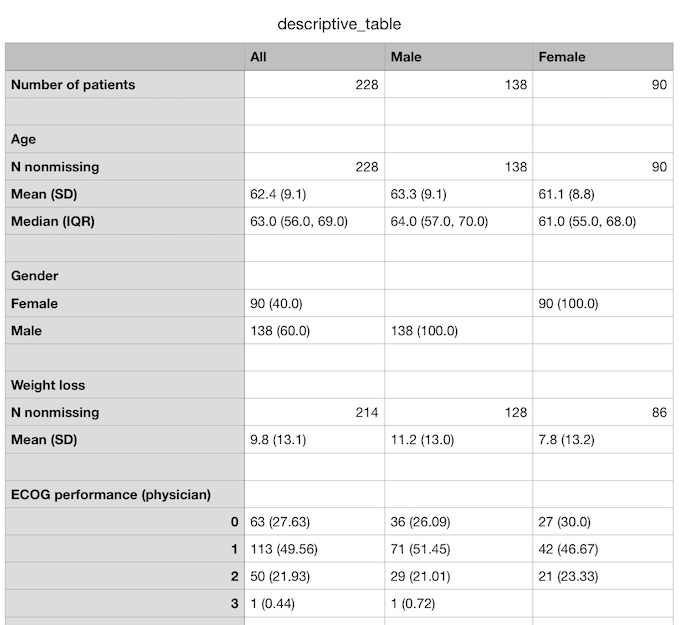 descriptive_table
All Male Female
Number of patients 228 138 90
Age
N nonmissing 228 138 90
Mean (SD) 62.4 (9.1) 63.3 (9.1) 61.1 (8.8)
Median (IQR) 63.0 (56.0, 69.0) 64.0 (57.0, 70.0) 61.0 (55.0, 68.0)
Gender
Female 90 (40.0) 90 (100.0)
Male 138 (60.0) 138 (100.0)
Weight loss
N nonmissing 214 128 86
Mean (SD) 9.8 (13.1) 11.2 (13.0) 7.8 (13.2)
ECOG performance (physician)
0 63 (27.63) 36 (26.09) 27 (30.0)
1 113 (49.56) 71 (51.45) 42 (46.67)
2 50 (21.93) 29 (21.01) 21 (23.33)
3 1 (0.44) 1 (0.72)